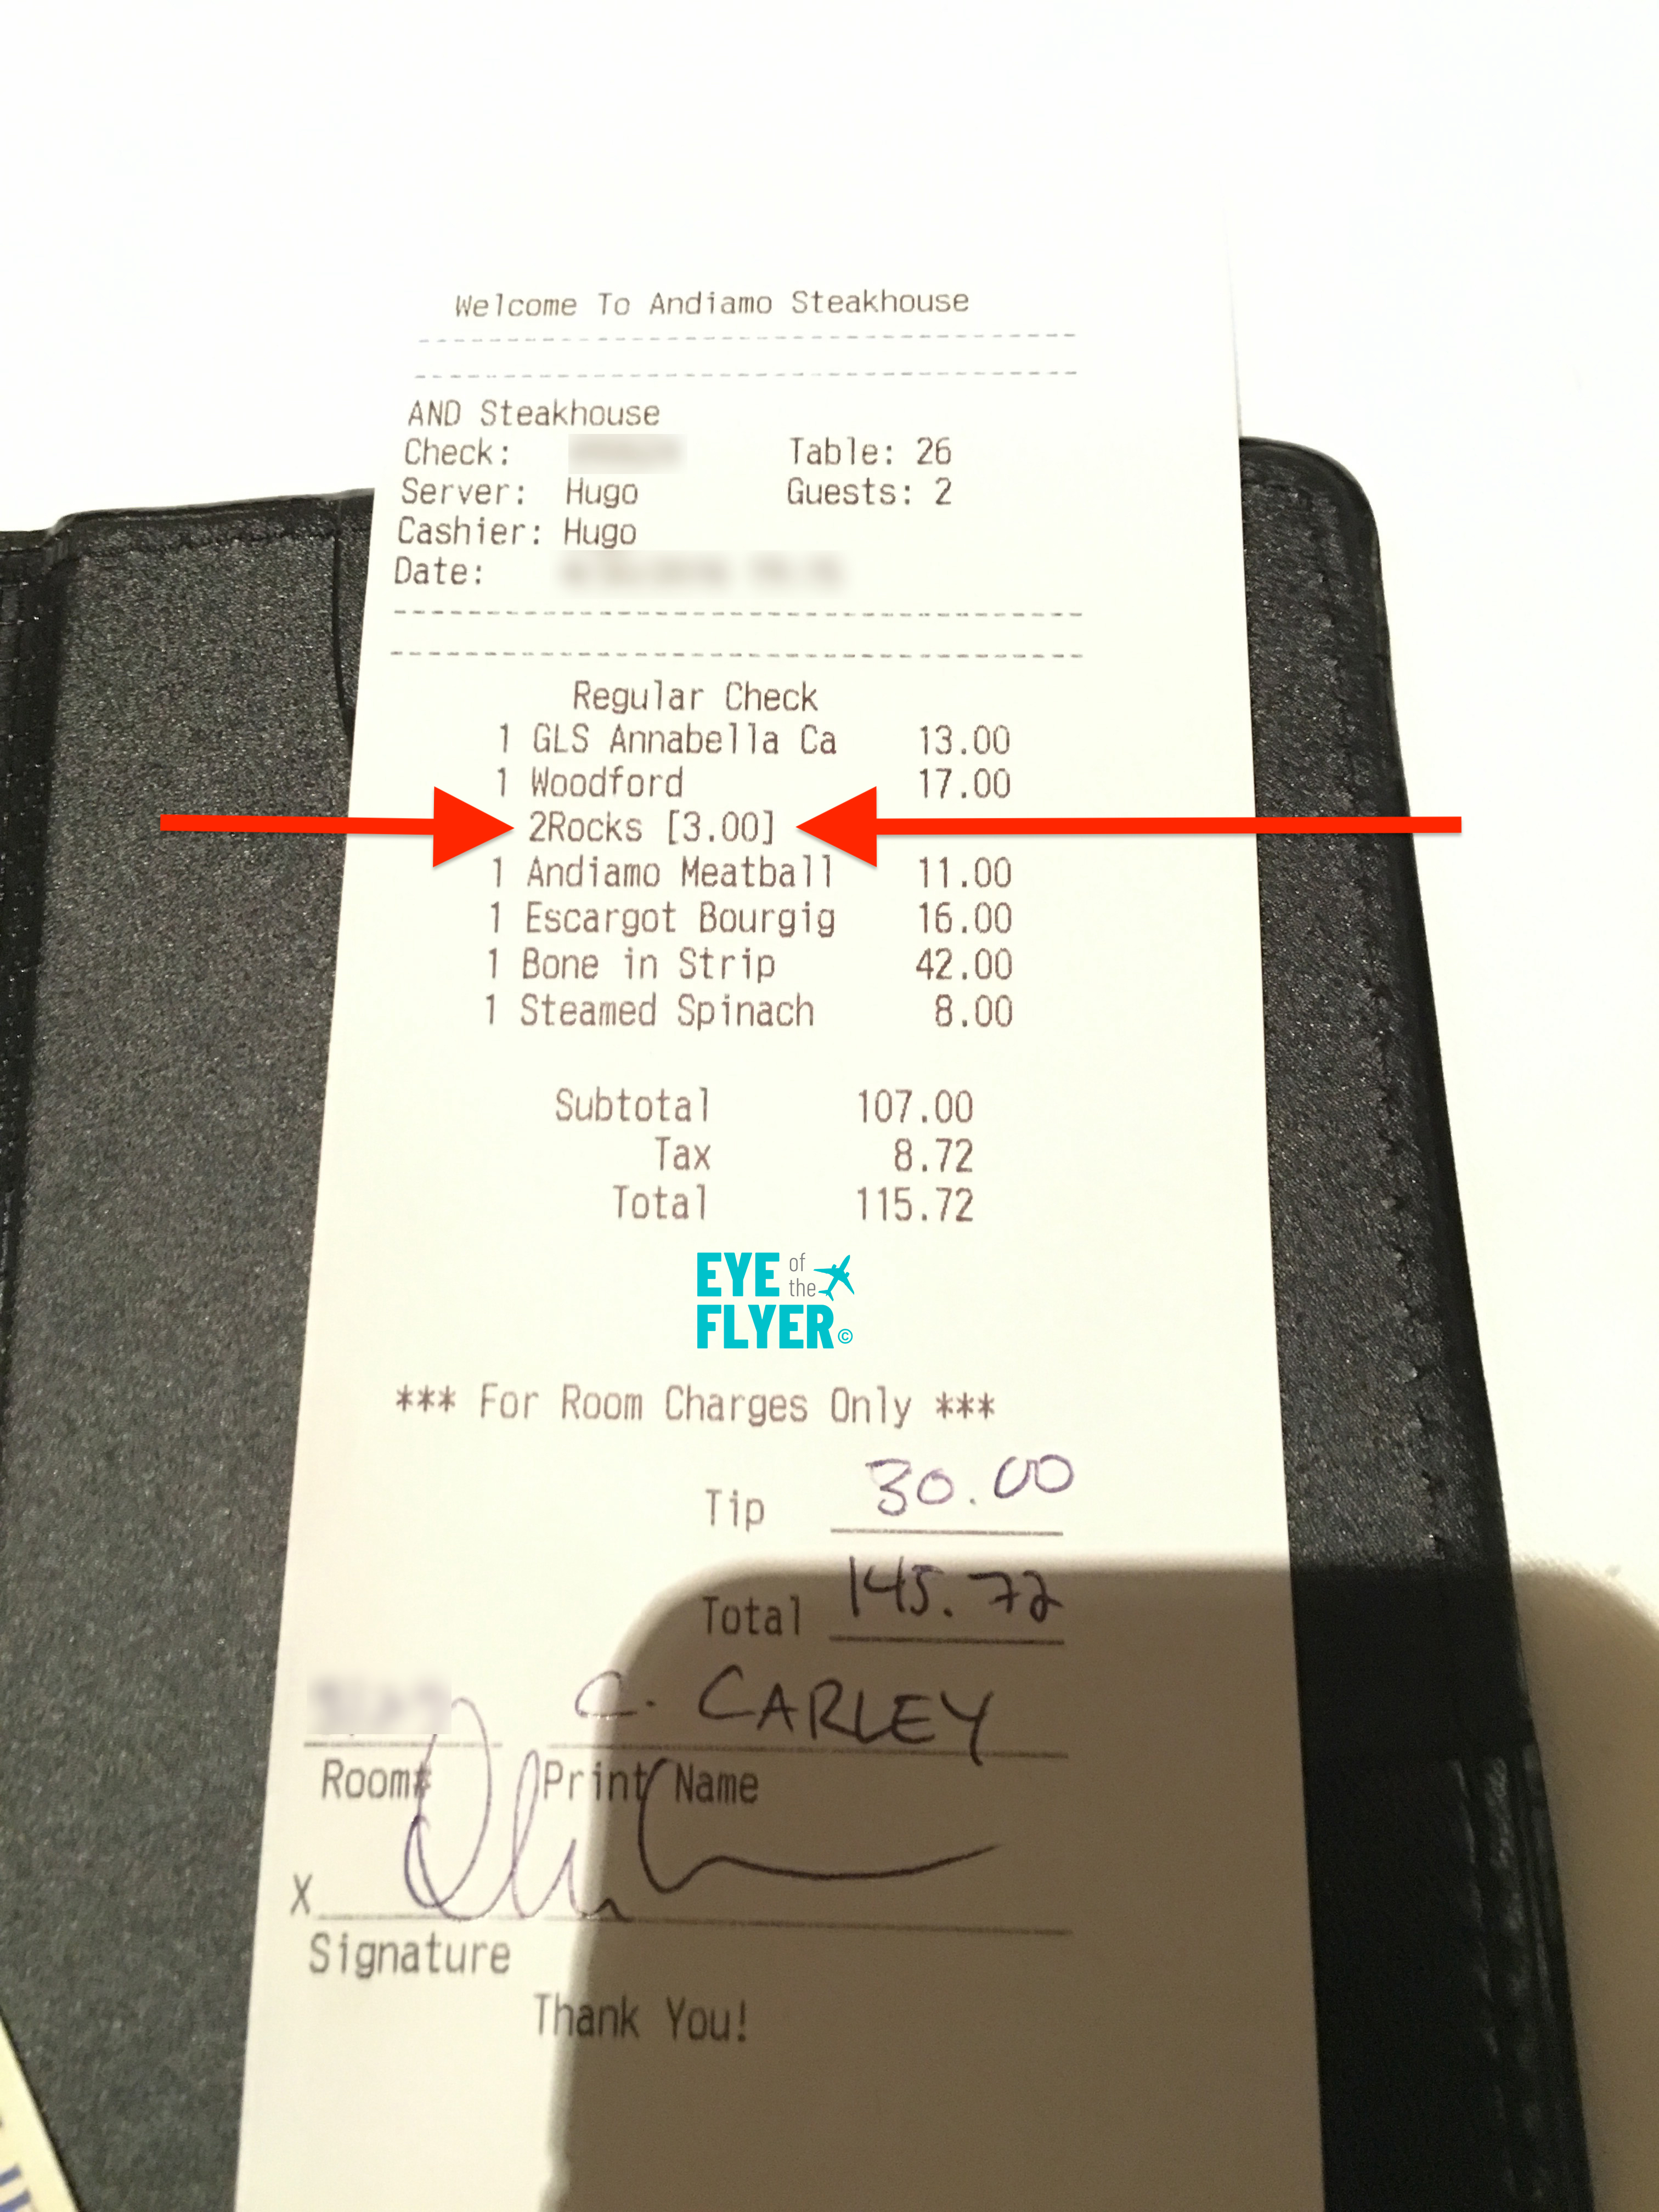 Welcome To Andiamo Steakhouse
AND Steakhouse
Check: Table: 26
Server: Hugo Guests: 2
Cashier: Hugo
Date:
Regular Check
1 GLS Annabella Ca 13.00
1 Woodford 17.00
2Rocks [3.00]
1 Andiamo Meatball 11.00
1 Escargot Bourgig 16.00
1 Bone in Strip 42.00
1 Steamed Spinach 8.00
Subtotal 107.00
Tax 8.72
Total 115.72
EYE of the
FLYER©
*** For Room Charges Only ***
Tip 30.00
Total 145.72
C. CARLEY
Room# Print Name
X
Signature
Thank You!